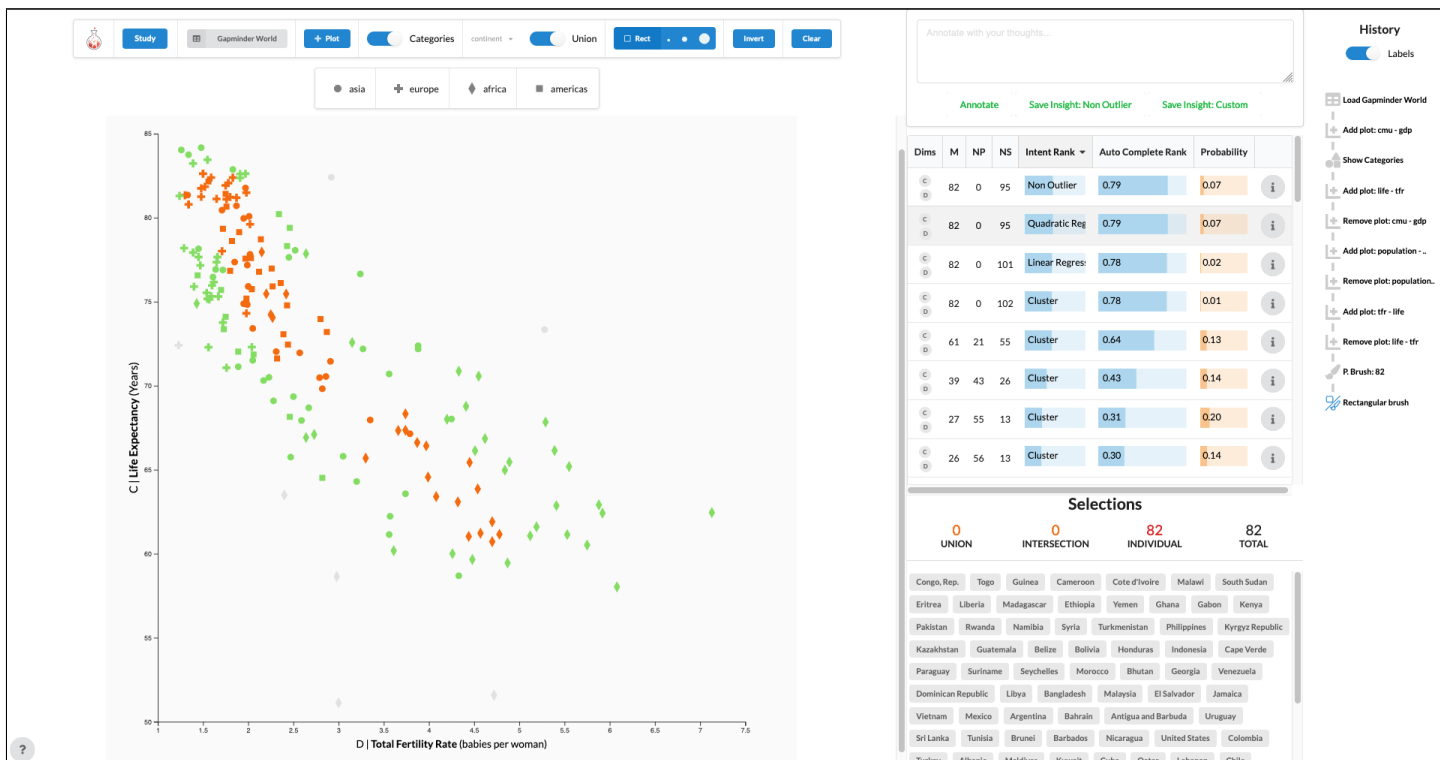 Study Gapminder World + Plot Categories continent Union Rect Invert Clear
asia europe africa americas
85
80
75
70
65
60
55
50
C | Life Expectancy (Years)
1 1.5 2 2.5 3 3.5 4 4.5 5 5.5 6 6.5 7 7.5
D | Total Fertility Rate (babies per woman)
?
Annotate with your thoughts...
Annotate Save Insight: Non Outlier Save Insight: Custom
Dims M NP NS Intent Rank Auto Complete Rank Probability
C D 82 0 95 Non Outlier 0.79 0.07 i
C D 82 0 95 Quadratic Reg 0.79 0.07 i
C D 82 0 101 Linear Regres 0.78 0.02 i
C D 82 0 102 Cluster 0.78 0.01 i
C D 61 21 55 Cluster 0.64 0.13 i
C D 39 43 26 Cluster 0.43 0.14 i
C D 27 55 13 Cluster 0.31 0.20 i
C D 26 56 13 Cluster 0.30 0.14 i
Selections
0 0 82 82
UNION INTERSECTION INDIVIDUAL TOTAL
Congo, Rep. Togo Guinea Cameroon Cote d'Ivoire Malawi South Sudan
Eritrea Liberia Madagascar Ethiopia Yemen Ghana Gabon Kenya
Pakistan Rwanda Namibia Syria Turkmenistan Philippines Kyrgyz Republic
Kazakhstan Guatemala Belize Bolivia Honduras Indonesia Cape Verde
Paraguay Suriname Seychelles Morocco Bhutan Georgia Venezuela
Dominican Republic Libya Bangladesh Malaysia El Salvador Jamaica
Vietnam Mexico Argentina Bahrain Antigua and Barbuda Uruguay
Sri Lanka Tunisia Brunei Barbados Nicaragua United States Colombia
Turkey Albania Maldives Kuwait Cuba Qatar Lebanon Chile
History
Labels
Load Gapminder World
Add plot: cmu - gdp
Show Categories
Add plot: life - tfr
Remove plot: cmu - gdp
Add plot: population - ..
Remove plot: population..
Add plot: tfr - life
Remove plot: life - tfr
P. Brush: 82
Rectangular brush